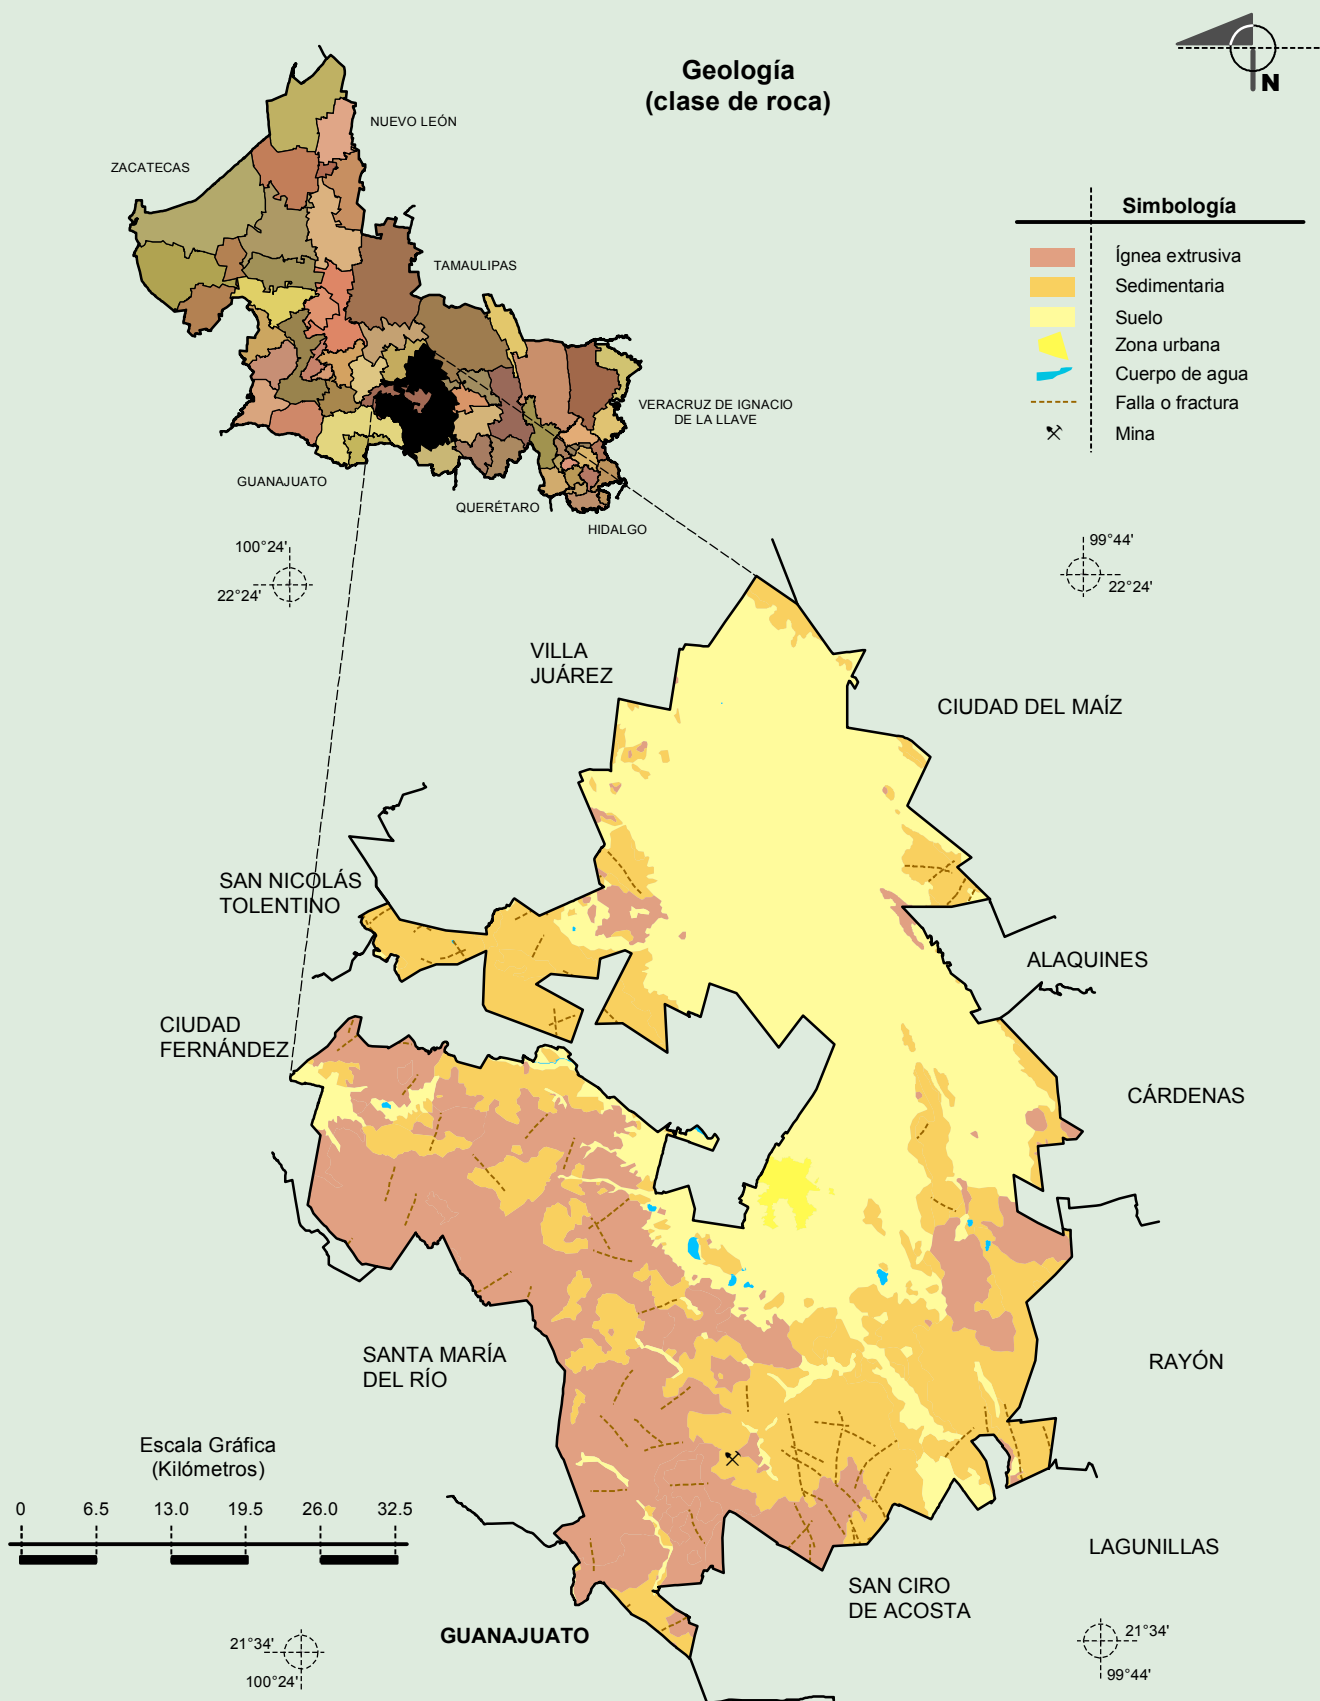 Geología
(clase de roca)
N
NUEVO LEÓN
ZACATECAS
TAMAULIPAS
VERACRUZ DE IGNACIO
DE LA LLAVE
GUANAJUATO
QUERÉTARO
HIDALGO
Simbología
Ígnea extrusiva
Sedimentaria
Suelo
Zona urbana
Cuerpo de agua
Falla o fractura
Mina
100°24'
22°24'
99°44'
22°24'
VILLA
JUÁREZ
CIUDAD DEL MAÍZ
SAN NICOLÁS
TOLENTINO
ALAQUINES
CIUDAD
FERNÁNDEZ
CÁRDENAS
SANTA MARÍA
DEL RÍO
RAYÓN
Escala Gráfica
(Kilómetros)
0 6.5 13.0 19.5 26.0 32.5
LAGUNILLAS
SAN CIRO
DE ACOSTA
GUANAJUATO
21°34'
100°24'
21°34'
99°44'